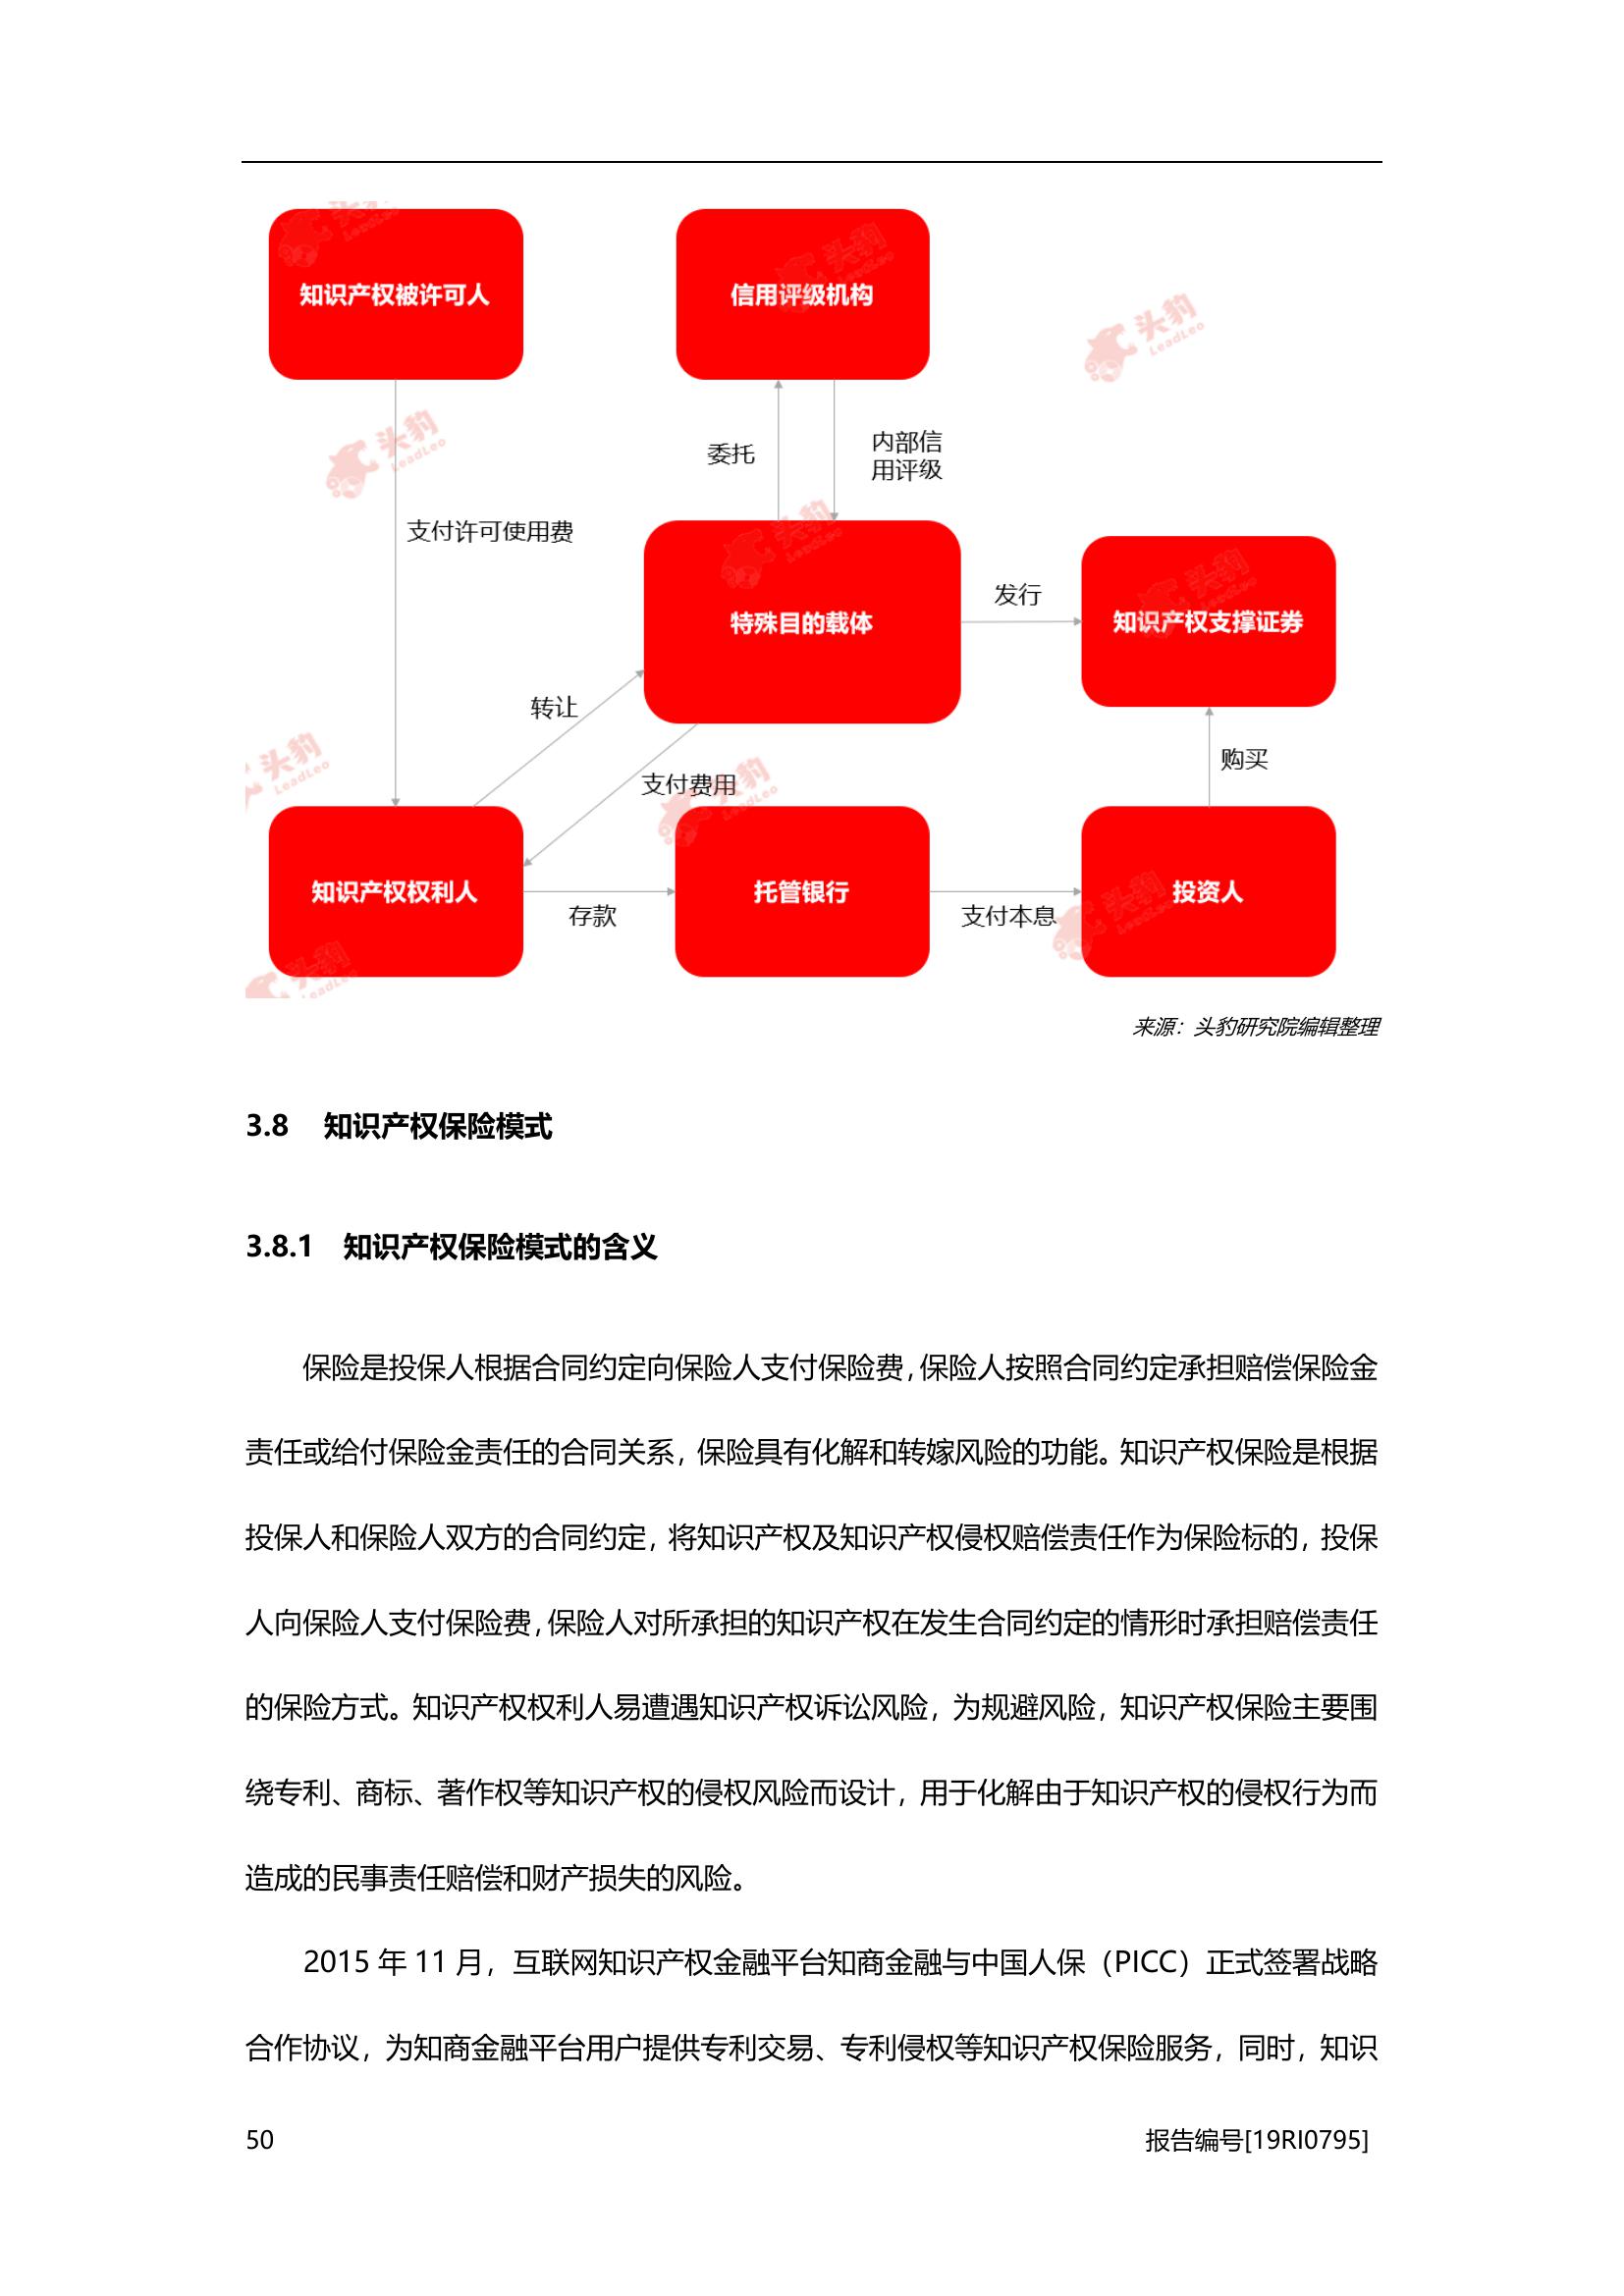 知识产权被许可人
信用评级机构
委托
内部信
用评级
支付许可使用费
特殊目的载体
发行
知识产权支撑证券
转让
支付费用
购买
知识产权权利人
存款
托管银行
支付本息
投资人
头豹
LeadLeo
来源：头豹研究院编辑整理
3.8 知识产权保险模式
3.8.1 知识产权保险模式的含义
保险是投保人根据合同约定向保险人支付保险费，保险人按照合同约定承担赔偿保险金
责任或给付保险金责任的合同关系，保险具有化解和转嫁风险的功能。知识产权保险是根据
投保人和保险人双方的合同约定，将知识产权及知识产权侵权赔偿责任作为保险标的，投保
人向保险人支付保险费，保险人对所承担的知识产权在发生合同约定的情形时承担赔偿责任
的保险方式。知识产权权利人易遭遇知识产权诉讼风险，为规避风险，知识产权保险主要围
绕专利、商标、著作权等知识产权的侵权风险而设计，用于化解由于知识产权的侵权行为而
造成的民事责任赔偿和财产损失的风险。
2015 年 11 月，互联网知识产权金融平台知商金融与中国人保（PICC）正式签署战略
合作协议，为知商金融平台用户提供专利交易、专利侵权等知识产权保险服务，同时，知识
50
报告编号[19RI0795]